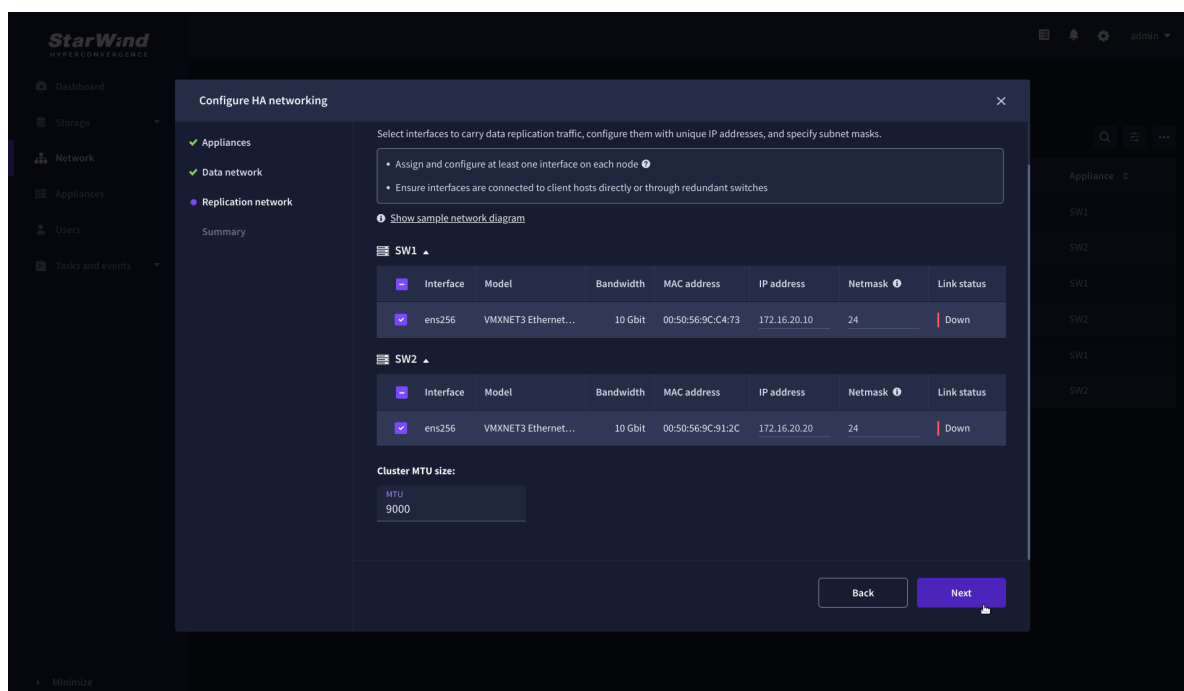 StarWind
HYPERCONVERGENCE
admin
Dashboard
Storage
Network
Appliances
Users
Tasks and events
Minimize
Appliance
SW1
SW2
SW1
SW2
SW1
SW2
Configure HA networking
Appliances
Data network
Replication network
Summary
Select interfaces to carry data replication traffic, configure them with unique IP addresses, and specify subnet masks.
• Assign and configure at least one interface on each node
• Ensure interfaces are connected to client hosts directly or through redundant switches
Show sample network diagram
SW1
Interface Model Bandwidth MAC address IP address Netmask Link status
ens256 VMXNET3 Ethernet... 10 Gbit 00:50:56:9C:C4:73 172.16.20.10 24 Down
SW2
Interface Model Bandwidth MAC address IP address Netmask Link status
ens256 VMXNET3 Ethernet... 10 Gbit 00:50:56:9C:91:2C 172.16.20.20 24 Down
Cluster MTU size:
MTU
9000
Back Next